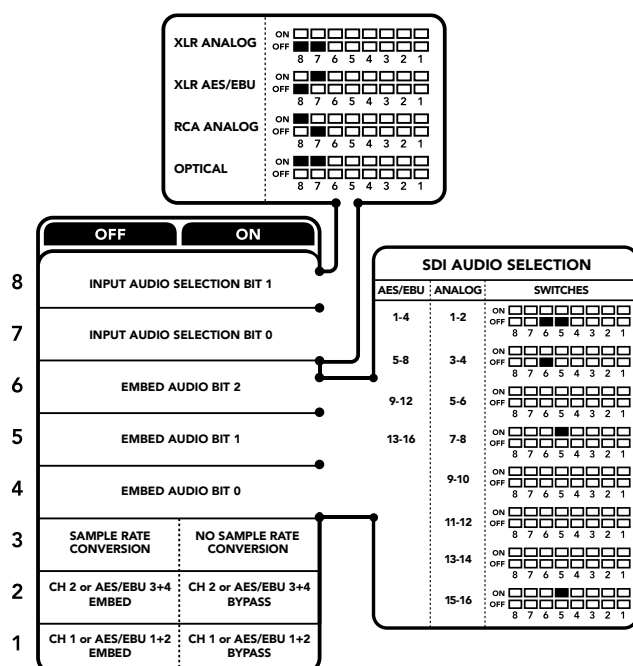 XLR ANALOG
ON
OFF
8 7 6 5 4 3 2 1
XLR AES/EBU
ON
OFF
8 7 6 5 4 3 2 1
RCA ANALOG
ON
OFF
8 7 6 5 4 3 2 1
OPTICAL
ON
OFF
8 7 6 5 4 3 2 1
OFF ON
8 INPUT AUDIO SELECTION BIT 1
7 INPUT AUDIO SELECTION BIT 0
6 EMBED AUDIO BIT 2
5 EMBED AUDIO BIT 1
4 EMBED AUDIO BIT 0
3 SAMPLE RATE CONVERSION NO SAMPLE RATE CONVERSION
2 CH 2 or AES/EBU 3+4 EMBED CH 2 or AES/EBU 3+4 BYPASS
1 CH 1 or AES/EBU 1+2 EMBED CH 1 or AES/EBU 1+2 BYPASS
SDI AUDIO SELECTION
AES/EBU ANALOG SWITCHES
1-4 1-2 ON
OFF
8 7 6 5 4 3 2 1
5-8 3-4 ON
OFF
8 7 6 5 4 3 2 1
9-12 5-6 ON
OFF
8 7 6 5 4 3 2 1
13-16 7-8 ON
OFF
8 7 6 5 4 3 2 1
9-10 ON
OFF
8 7 6 5 4 3 2 1
11-12 ON
OFF
8 7 6 5 4 3 2 1
13-14 ON
OFF
8 7 6 5 4 3 2 1
15-16 ON
OFF
8 7 6 5 4 3 2 1